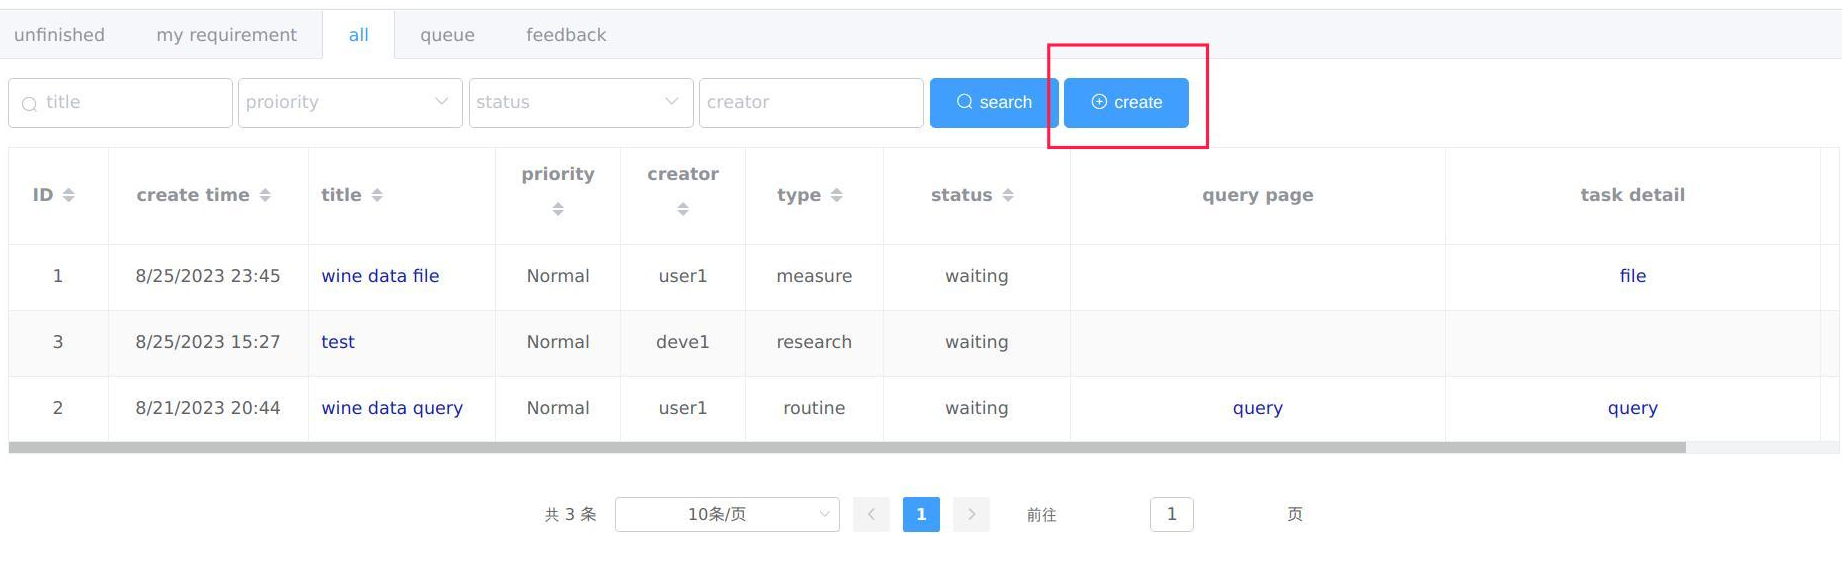 unfinished my requirement all queue feedback
title proiority status creator search create
ID create time title priority creator type status query page task detail
1 8/25/2023 23:45 wine data file Normal user1 measure waiting file
3 8/25/2023 15:27 test Normal deve1 research waiting
2 8/21/2023 20:44 wine data query Normal user1 routine waiting query query
共 3 条 10条/页 1 前往 1 页